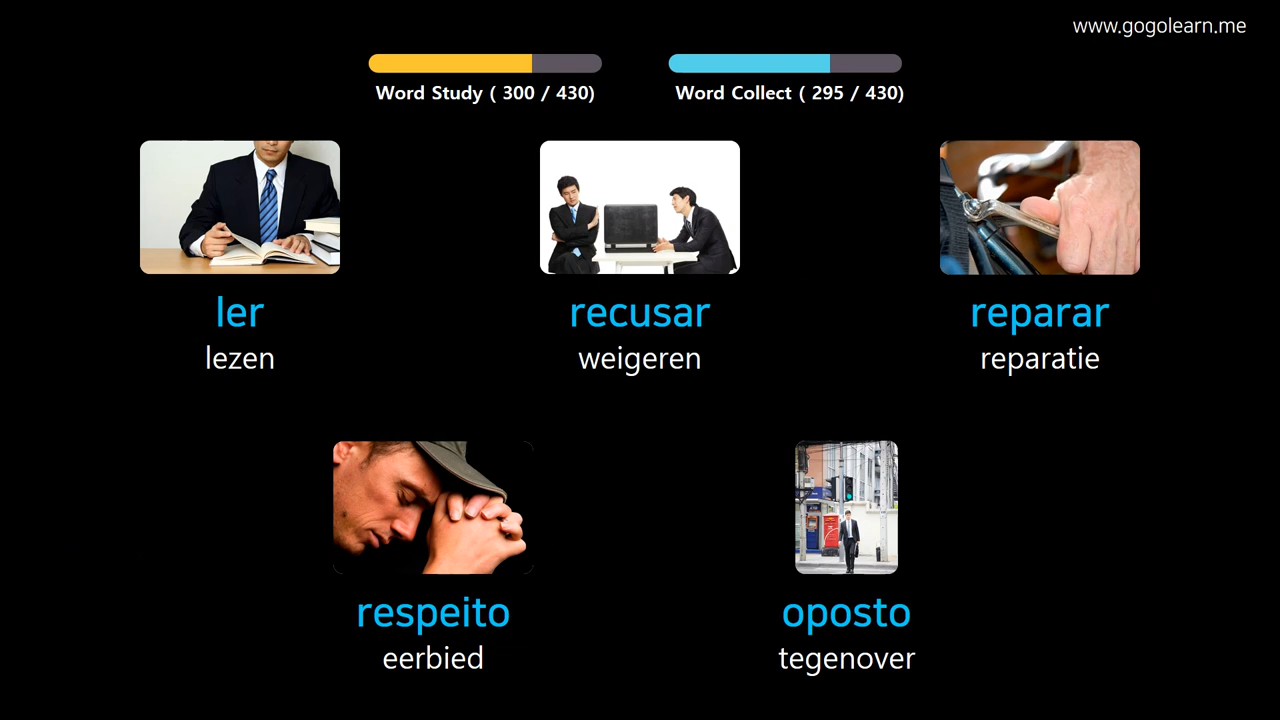 www.gogolearn.me
Word Study ( 300 / 430)
Word Collect ( 295 / 430)
ler
lezen
recusar
weigeren
reparar
reparatie
respeito
eerbied
oposto
tegenover